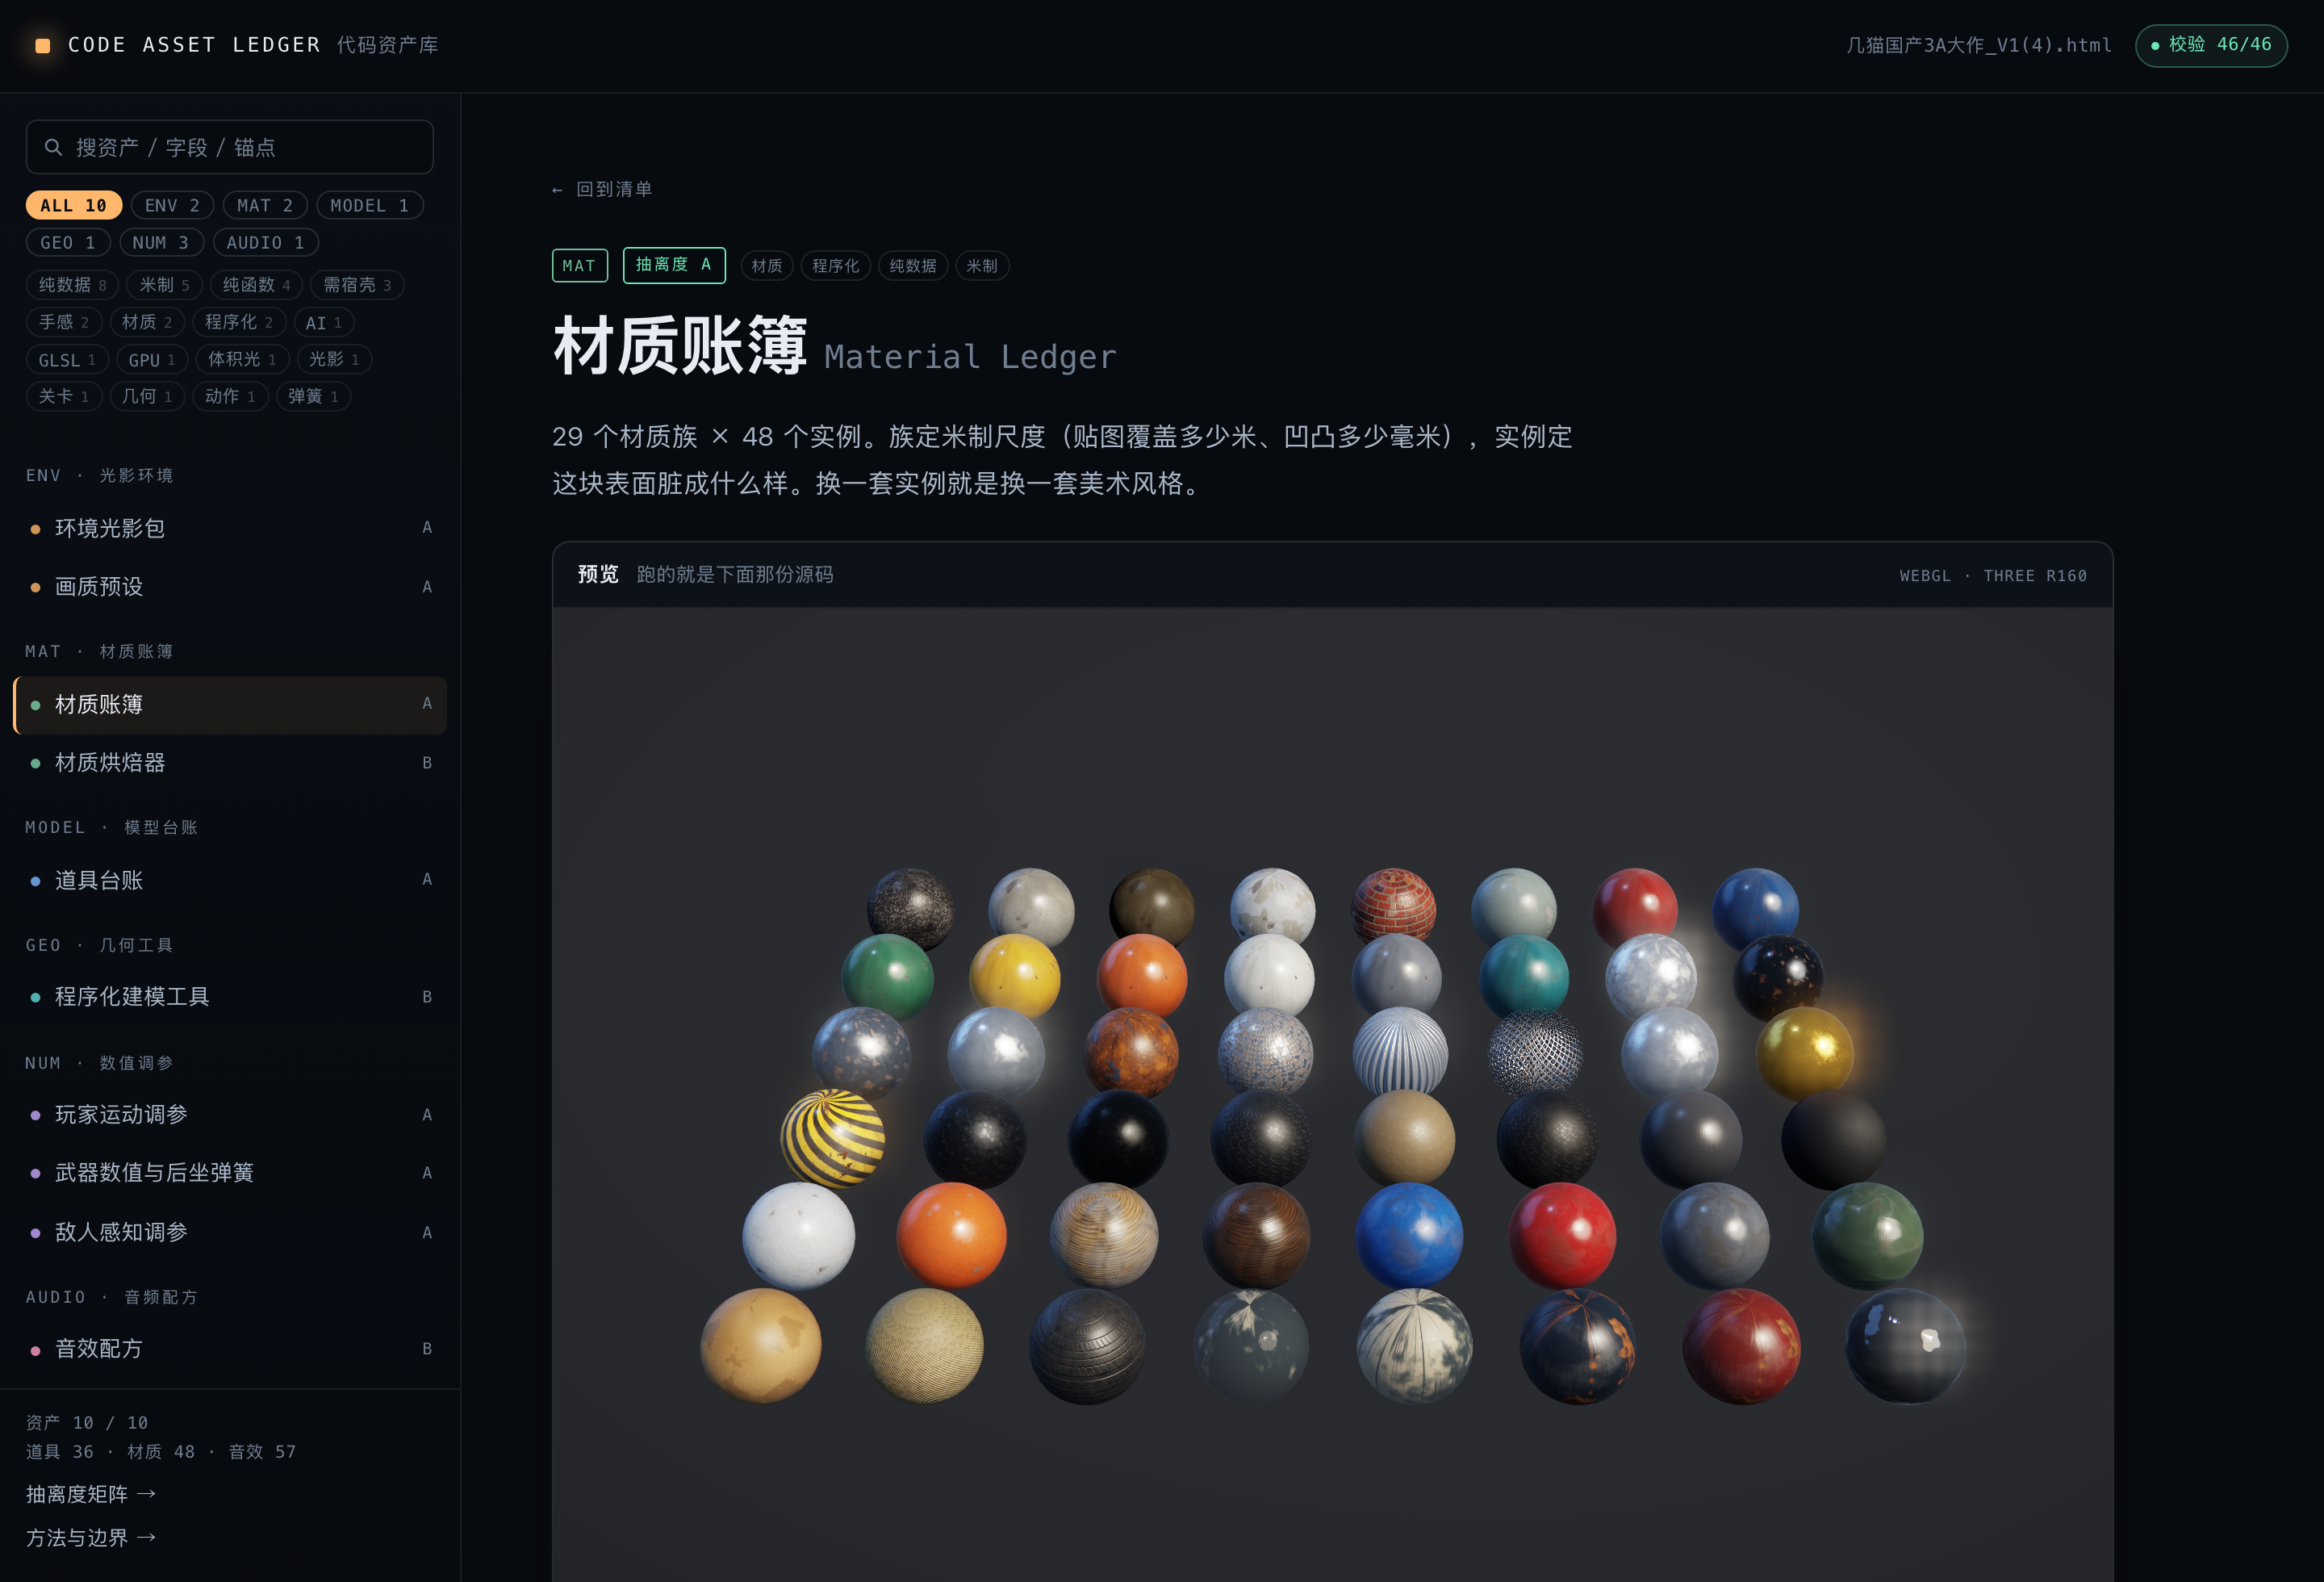 CODE ASSET LEDGER 代码资产库
几猫国产3A大作_V1(4).html
校验 46/46
搜资产 / 字段 / 锚点
ALL 10 ENV 2 MAT 2 MODEL 1
GEO 1 NUM 3 AUDIO 1
纯数据 8 米制 5 纯函数 4 需宿壳 3
手感 2 材质 2 程序化 2 AI 1
GLSL 1 GPU 1 体积光 1 光影 1
关卡 1 几何 1 动作 1 弹簧 1
ENV · 光影环境
环境光影包 A
画质预设 A
MAT · 材质账簿
材质账簿 A
材质烘焙器 B
MODEL · 模型台账
道具台账 A
GEO · 几何工具
程序化建模工具 B
NUM · 数值调参
玩家运动调参 A
武器数值与后坐弹簧 A
敌人感知调参 A
AUDIO · 音频配方
音效配方 B
资产 10 / 10
道具 36 · 材质 48 · 音效 57
抽离度矩阵 →
方法与边界 →
← 回到清单
MAT 抽离度 A 材质 程序化 纯数据 米制
材质账簿 Material Ledger
29 个材质族 × 48 个实例。族定米制尺度（贴图覆盖多少米、凹凸多少毫米），实例定
这块表面脏成什么样。换一套实例就是换一套美术风格。
预览 跑的就是下面那份源码
WEBGL · THREE R160